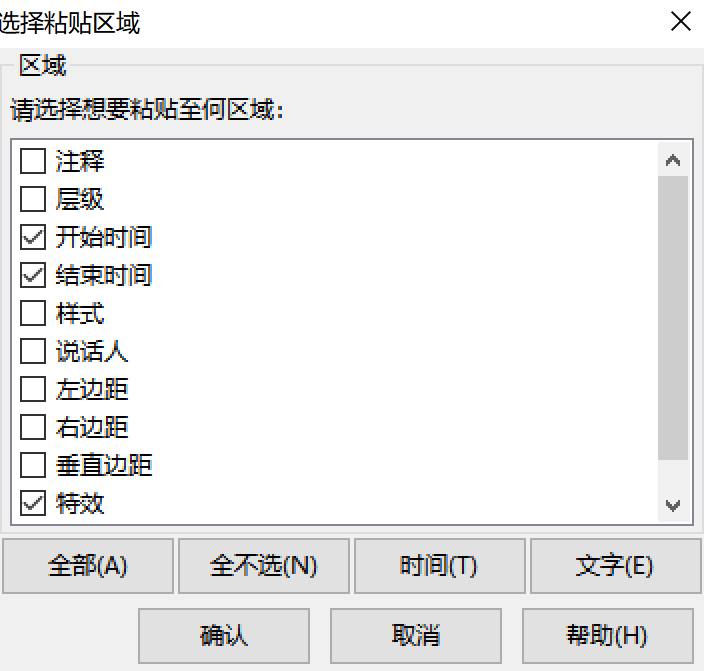 选择粘贴区域
区域
请选择想要粘贴至何区域:
注释
层级
开始时间
结束时间
样式
说话人
左边距
右边距
垂直边距
特效
全部(A) 全不选(N) 时间(T) 文字(E)
确认 取消 帮助(H)